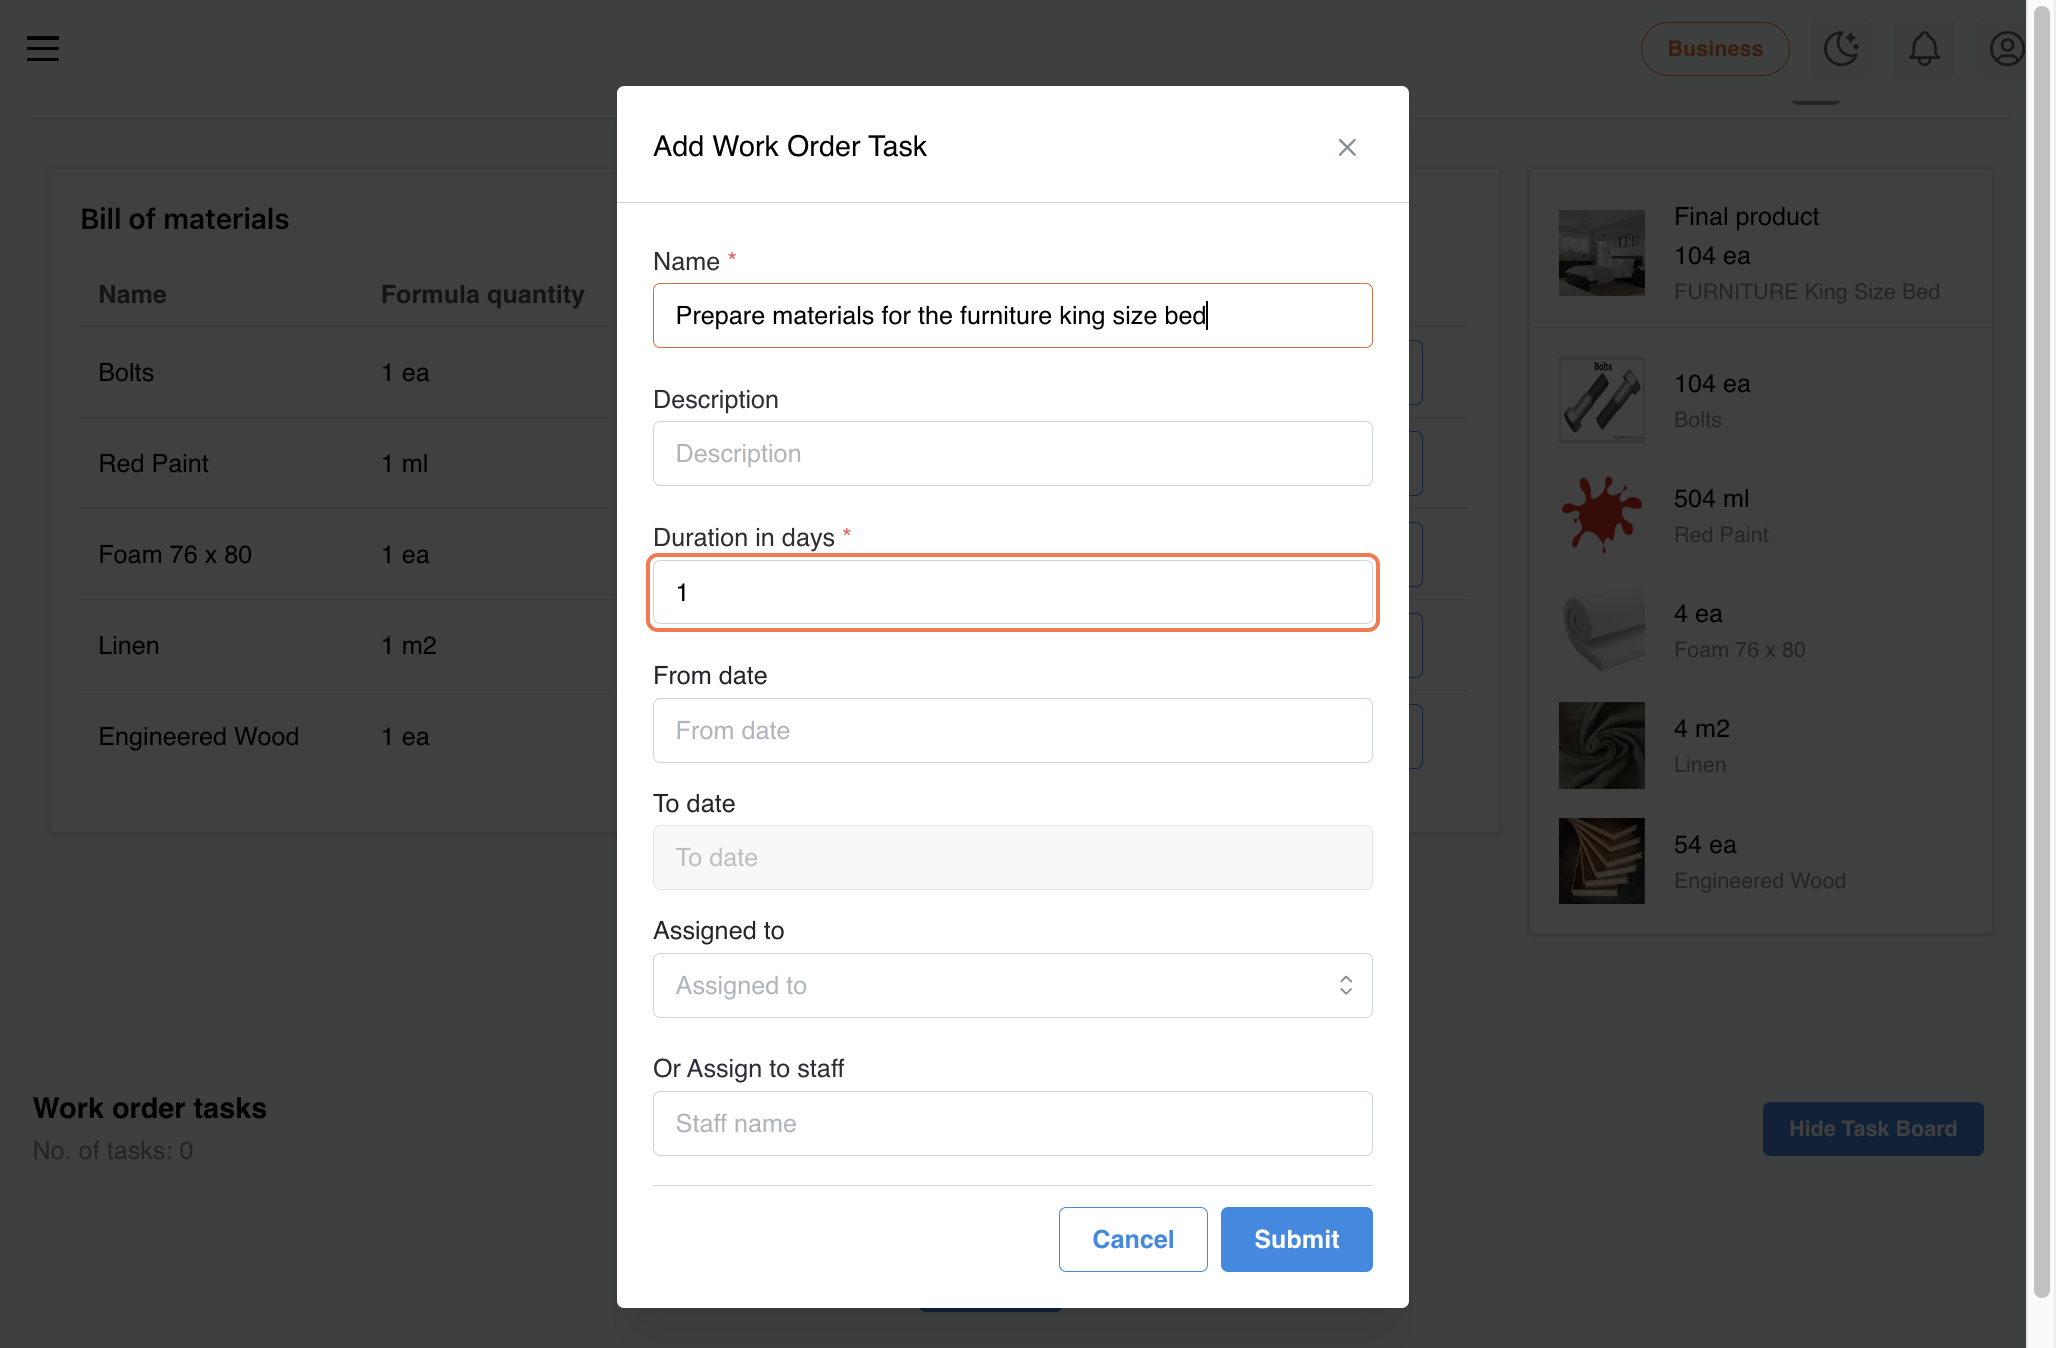 Business
Add Work Order Task
Name *
Prepare materials for the furniture king size bed
Description
Description
Duration in days *
1
From date
From date
To date
To date
Assigned to
Assigned to
Or Assign to staff
Staff name
Cancel
Submit
Bill of materials
Name Formula quantity
Bolts 1 ea
Red Paint 1 ml
Foam 76 x 80 1 ea
Linen 1 m2
Engineered Wood 1 ea
Final product
104 ea
FURNITURE King Size Bed
Bolts
104 ea
Bolts
504 ml
Red Paint
4 ea
Foam 76 x 80
4 m2
Linen
54 ea
Engineered Wood
Work order tasks
No. of tasks: 0
Hide Task Board